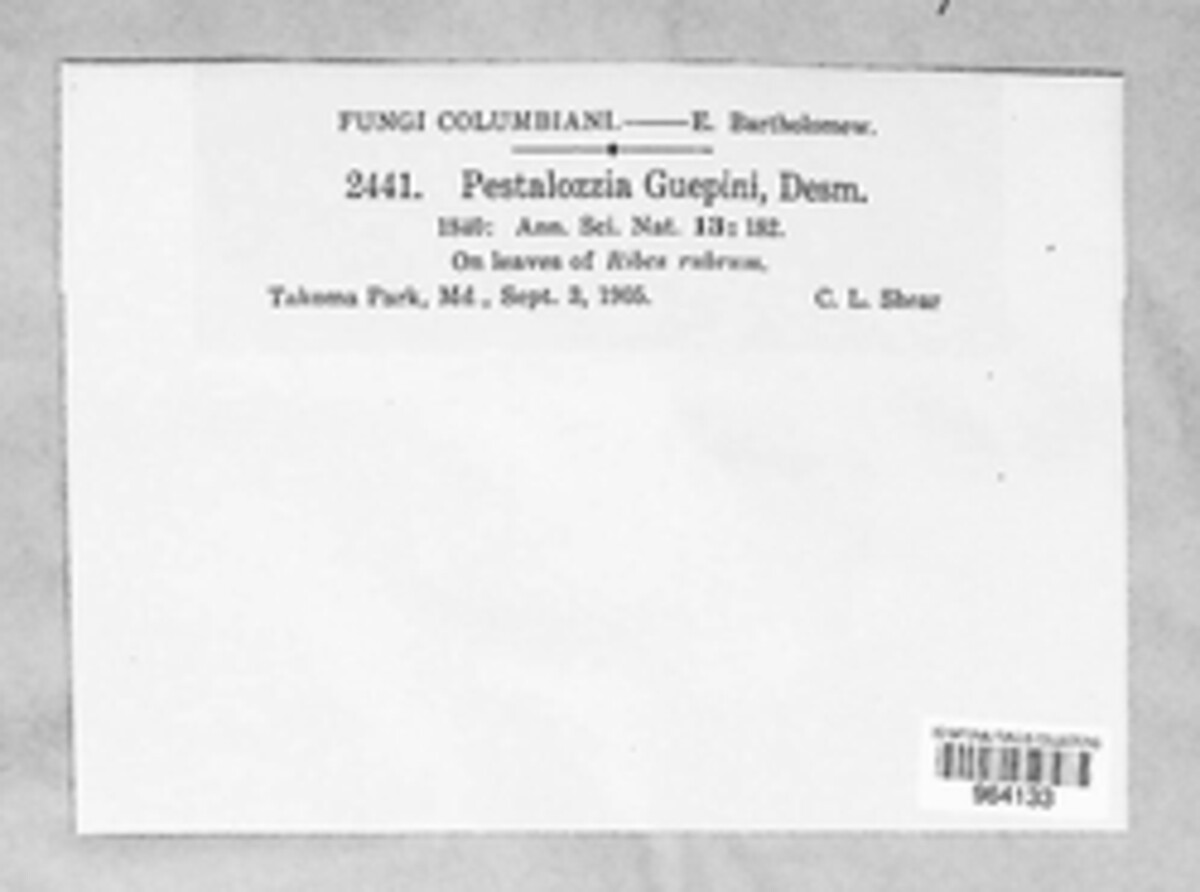 FUNGI COLUMBIANI.——E. Bartholomew.
2441. Pestalozzia Guepini, Desm.
1840: Ann. Sci. Nat. 13: 182.
On leaves of Ribes rubrum,
Takoma Park, Md., Sept. 3, 1905.
C. L. Shear
964133